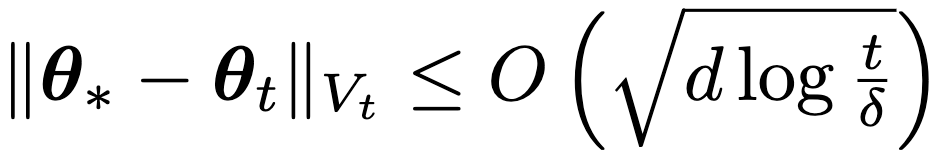 ‖𝜽∗ − 𝜽ₜ‖_{Vₜ} ≤ O(√(d log t/δ))